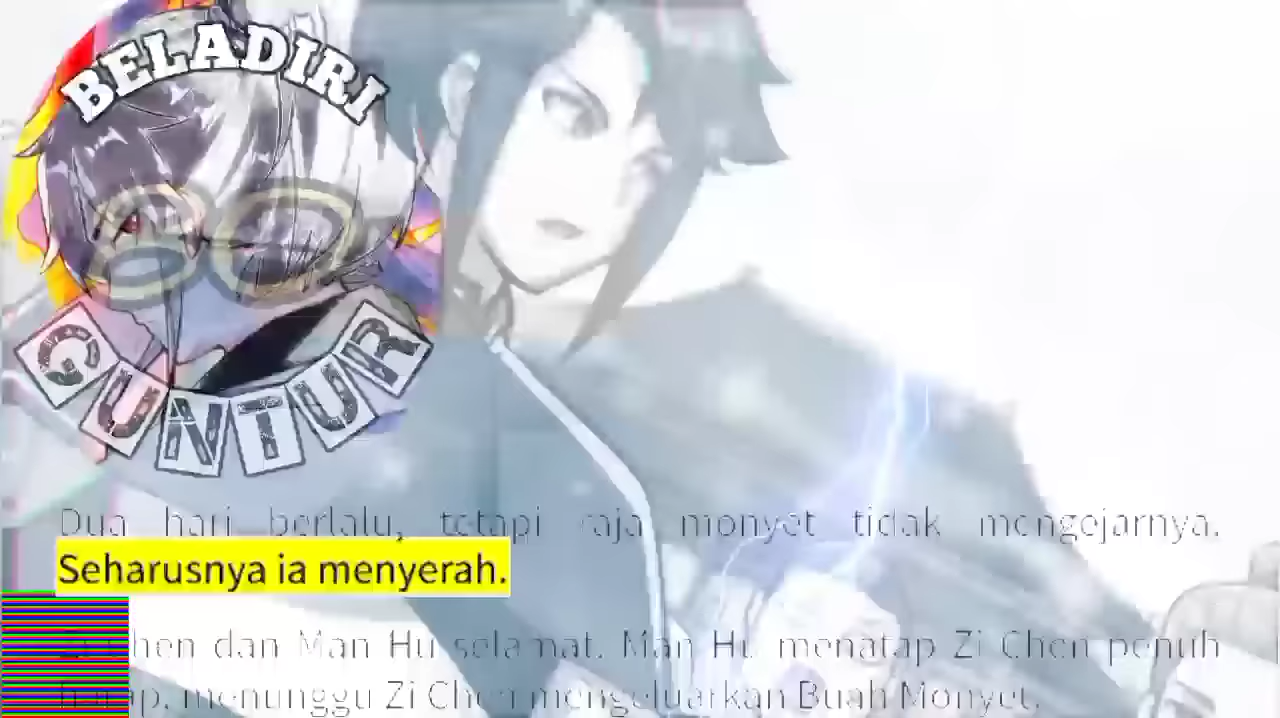 BELADIRI
GUNTUR
Dua hari berlalu, tetapi raja monyet tidak mengejarnya.
Seharusnya ia menyerah.
Zi Chen dan Man Hu selamat. Man Hu menatap Zi Chen penuh
harap, menunggu Zi Chen mengeluarkan Buah Monyet.